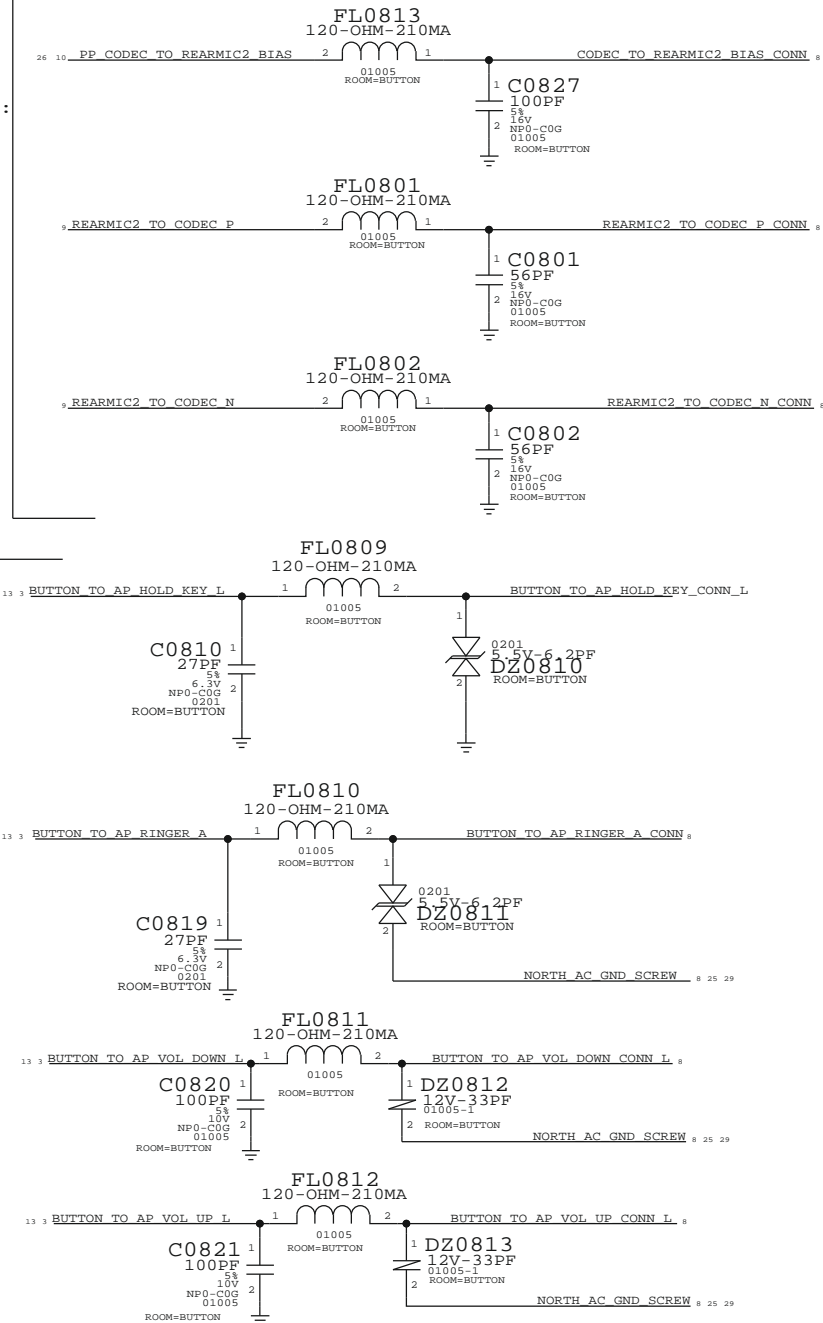 FL0813
120-OHM-210MA
26 10 PP_CODEC_TO_REARMIC2_BIAS 2 1 CODEC_TO_REARMIC2_BIAS_CONN 8
01005
ROOM=BUTTON
:
1 C0827
100PF
5%
16V
2 NP0-C0G
01005
ROOM=BUTTON
FL0801
120-OHM-210MA
9 REARMIC2_TO_CODEC_P 2 1 REARMIC2_TO_CODEC_P_CONN 8
01005
ROOM=BUTTON
1 C0801
56PF
5%
16V
2 NP0-C0G
01005
ROOM=BUTTON
FL0802
120-OHM-210MA
9 REARMIC2_TO_CODEC_N 2 1 REARMIC2_TO_CODEC_N_CONN 8
01005
ROOM=BUTTON
1 C0802
56PF
5%
16V
2 NP0-C0G
01005
ROOM=BUTTON
FL0809
120-OHM-210MA
13 3 BUTTON_TO_AP_HOLD_KEY_L 1 2 BUTTON_TO_AP_HOLD_KEY_CONN_L
01005
ROOM=BUTTON
C0810 1
27PF
5%
6.3V
NP0-C0G 2
0201
ROOM=BUTTON
1
0201
5.5V-6.2PF
DZ0810
2 ROOM=BUTTON
FL0810
120-OHM-210MA
13 3 BUTTON_TO_AP_RINGER_A 1 2 BUTTON_TO_AP_RINGER_A_CONN 8
01005
ROOM=BUTTON
1
0201
5.5V-6.2PF
DZ0811
2 ROOM=BUTTON
C0819 1
27PF
5%
6.3V
NP0-C0G 2
0201
ROOM=BUTTON
NORTH_AC_GND_SCREW 8 25 29
FL0811
120-OHM-210MA
13 3 BUTTON_TO_AP_VOL_DOWN_L 1 2 BUTTON_TO_AP_VOL_DOWN_CONN_L 8
01005
ROOM=BUTTON
C0820 1
100PF
5%
10V
NP0-C0G 2
01005
ROOM=BUTTON
1 DZ0812
12V-33PF
01005-1
2 ROOM=BUTTON
NORTH_AC_GND_SCREW 8 25 29
FL0812
120-OHM-210MA
13 3 BUTTON_TO_AP_VOL_UP_L 1 2 BUTTON_TO_AP_VOL_UP_CONN_L 8
01005
ROOM=BUTTON
C0821 1
100PF
5%
10V
NP0-C0G 2
01005
ROOM=BUTTON
1 DZ0813
12V-33PF
01005-1
2 ROOM=BUTTON
NORTH_AC_GND_SCREW 8 25 29